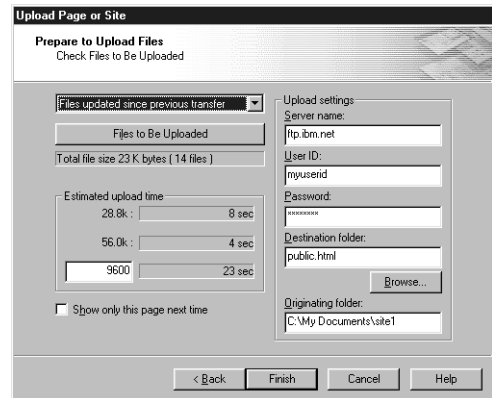 Upload Page or Site
Prepare to Upload Files
Check Files to Be Uploaded
Files updated since previous transfer
Files to Be Uploaded
Total file size 23 K bytes ( 14 files )
Estimated upload time
28.8k : 8 sec
56.0k : 4 sec
9600 23 sec
Show only this page next time
Upload settings
Server name:
ftp.ibm.net
User ID:
myuserid
Password:
××××××××
Destination folder:
public.html
Browse...
Originating folder:
C:\My Documents\site1
< Back
Finish
Cancel
Help